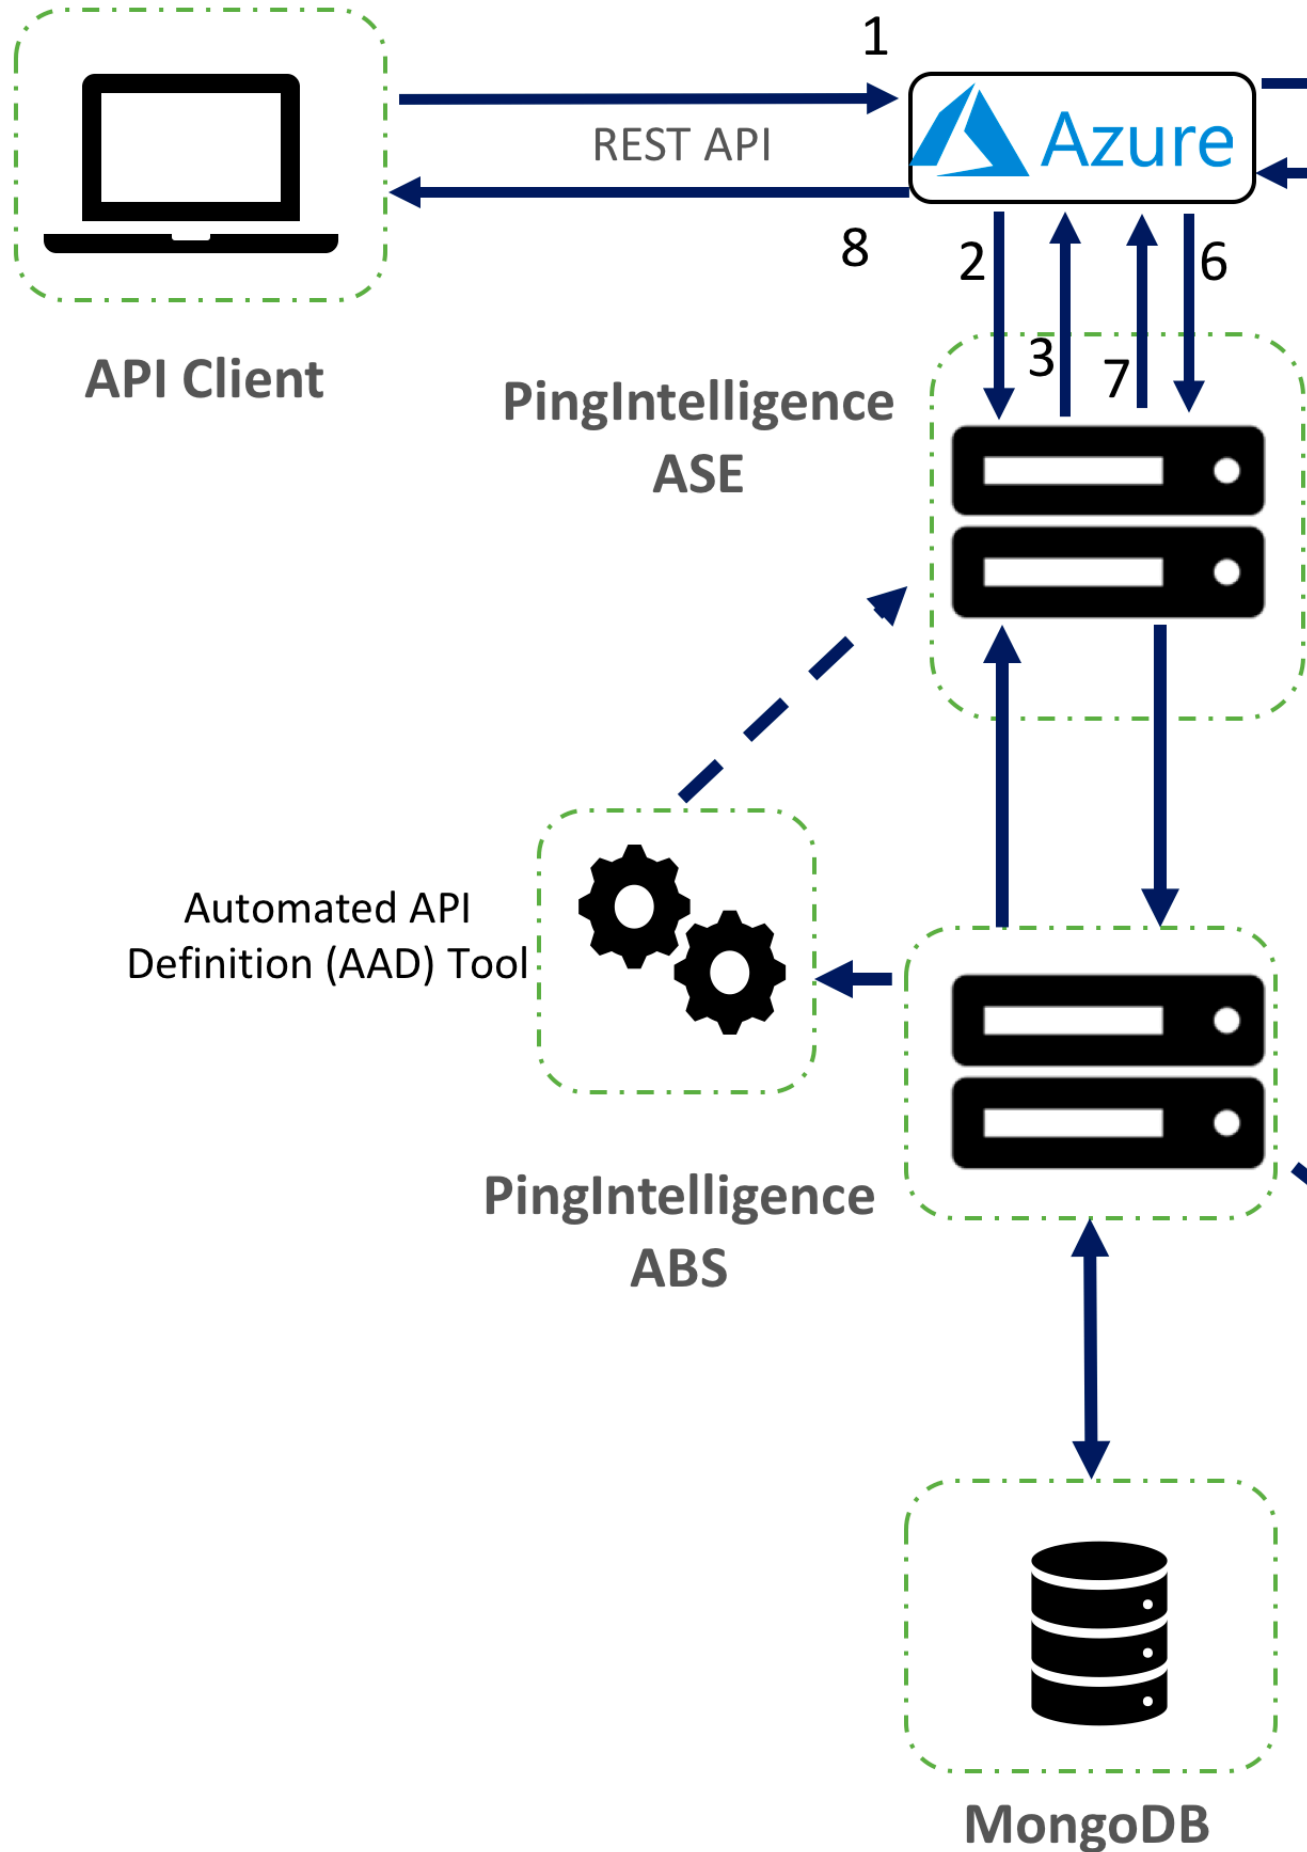 1
REST API
Azure
8
2
6
3
7
API Client
PingIntelligence
ASE
Automated API
Definition (AAD) Tool
PingIntelligence
ABS
MongoDB